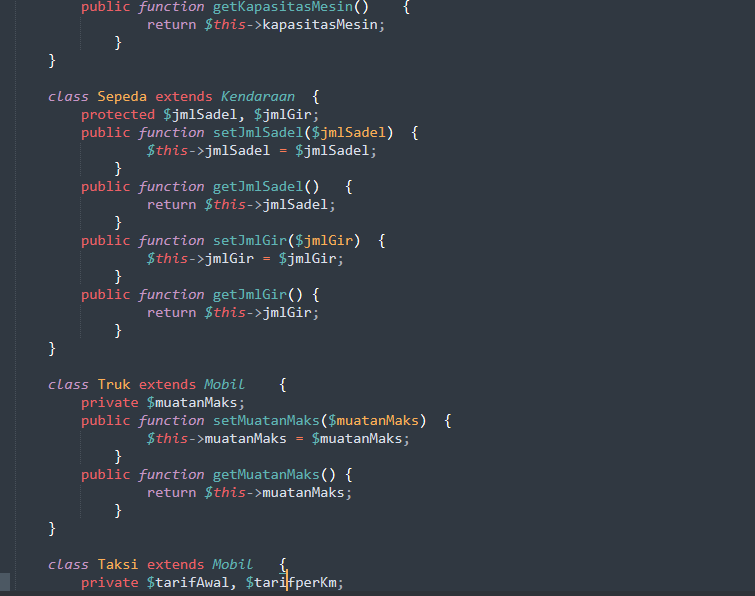 public function getKapasitasMesin()    {
return $this->kapasitasMesin;
}
}
class Sepeda extends Kendaraan  {
protected $jmlSadel, $jmlGir;
public function setJmlSadel($jmlSadel)  {
$this->jmlSadel = $jmlSadel;
}
public function getJmlSadel()   {
return $this->jmlSadel;
}
public function setJmlGir($jmlGir)  {
$this->jmlGir = $jmlGir;
}
public function getJmlGir() {
return $this->jmlGir;
}
}
class Truk extends Mobil    {
private $muatanMaks;
public function setMuatanMaks($muatanMaks)  {
$this->muatanMaks = $muatanMaks;
}
public function getMuatanMaks() {
return $this->muatanMaks;
}
}
class Taksi extends Mobil   {
private $tarifAwal, $tarifperKm;